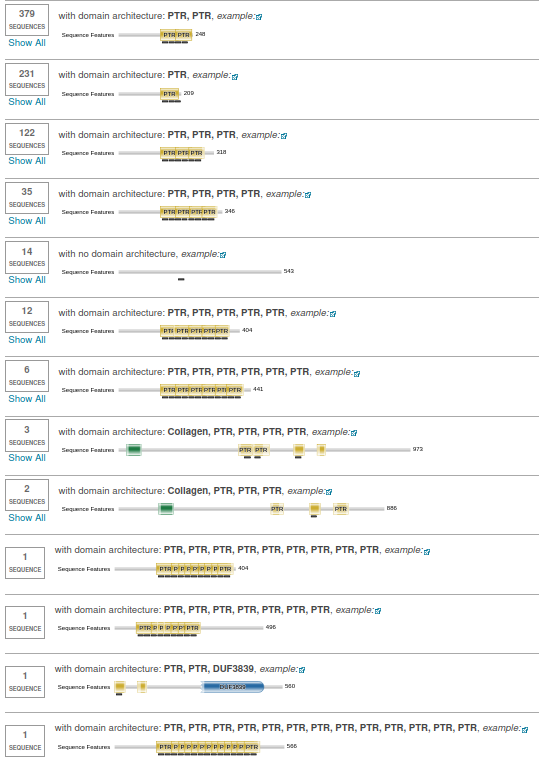 379
SEQUENCES
Show All
with domain architecture: PTR, PTR, example:
Sequence Features PTR PTR 248
231
SEQUENCES
Show All
with domain architecture: PTR, example:
Sequence Features PTR 209
122
SEQUENCES
Show All
with domain architecture: PTR, PTR, PTR, example:
Sequence Features PTR PTR PTR 318
35
SEQUENCES
Show All
with domain architecture: PTR, PTR, PTR, PTR, example:
Sequence Features PTR PTR PTR PTR 346
14
SEQUENCES
Show All
with no domain architecture, example:
Sequence Features 543
12
SEQUENCES
Show All
with domain architecture: PTR, PTR, PTR, PTR, PTR, example:
Sequence Features PTR PTR PTR PTR PTR 404
6
SEQUENCES
Show All
with domain architecture: PTR, PTR, PTR, PTR, PTR, PTR, example:
Sequence Features PTR PTR PTR PTR PTR PTR 441
3
SEQUENCES
Show All
with domain architecture: Collagen, PTR, PTR, PTR, PTR, example:
Sequence Features PTR PTR 973
2
SEQUENCES
Show All
with domain architecture: Collagen, PTR, PTR, PTR, example:
Sequence Features PTR PTR 886
1
SEQUENCE
with domain architecture: PTR, PTR, PTR, PTR, PTR, PTR, PTR, PTR, PTR, example:
Sequence Features PTR P P P P P P P PTR 404
1
SEQUENCE
with domain architecture: PTR, PTR, PTR, PTR, PTR, PTR, PTR, example:
Sequence Features PTR P P P P P PTR 496
1
SEQUENCE
with domain architecture: PTR, PTR, DUF3839, example:
Sequence Features DUF3839 560
1
SEQUENCE
with domain architecture: PTR, PTR, PTR, PTR, PTR, PTR, PTR, PTR, PTR, PTR, PTR, PTR, PTR, example:
Sequence Features PTR P P P P P P P P P P P PTR 566